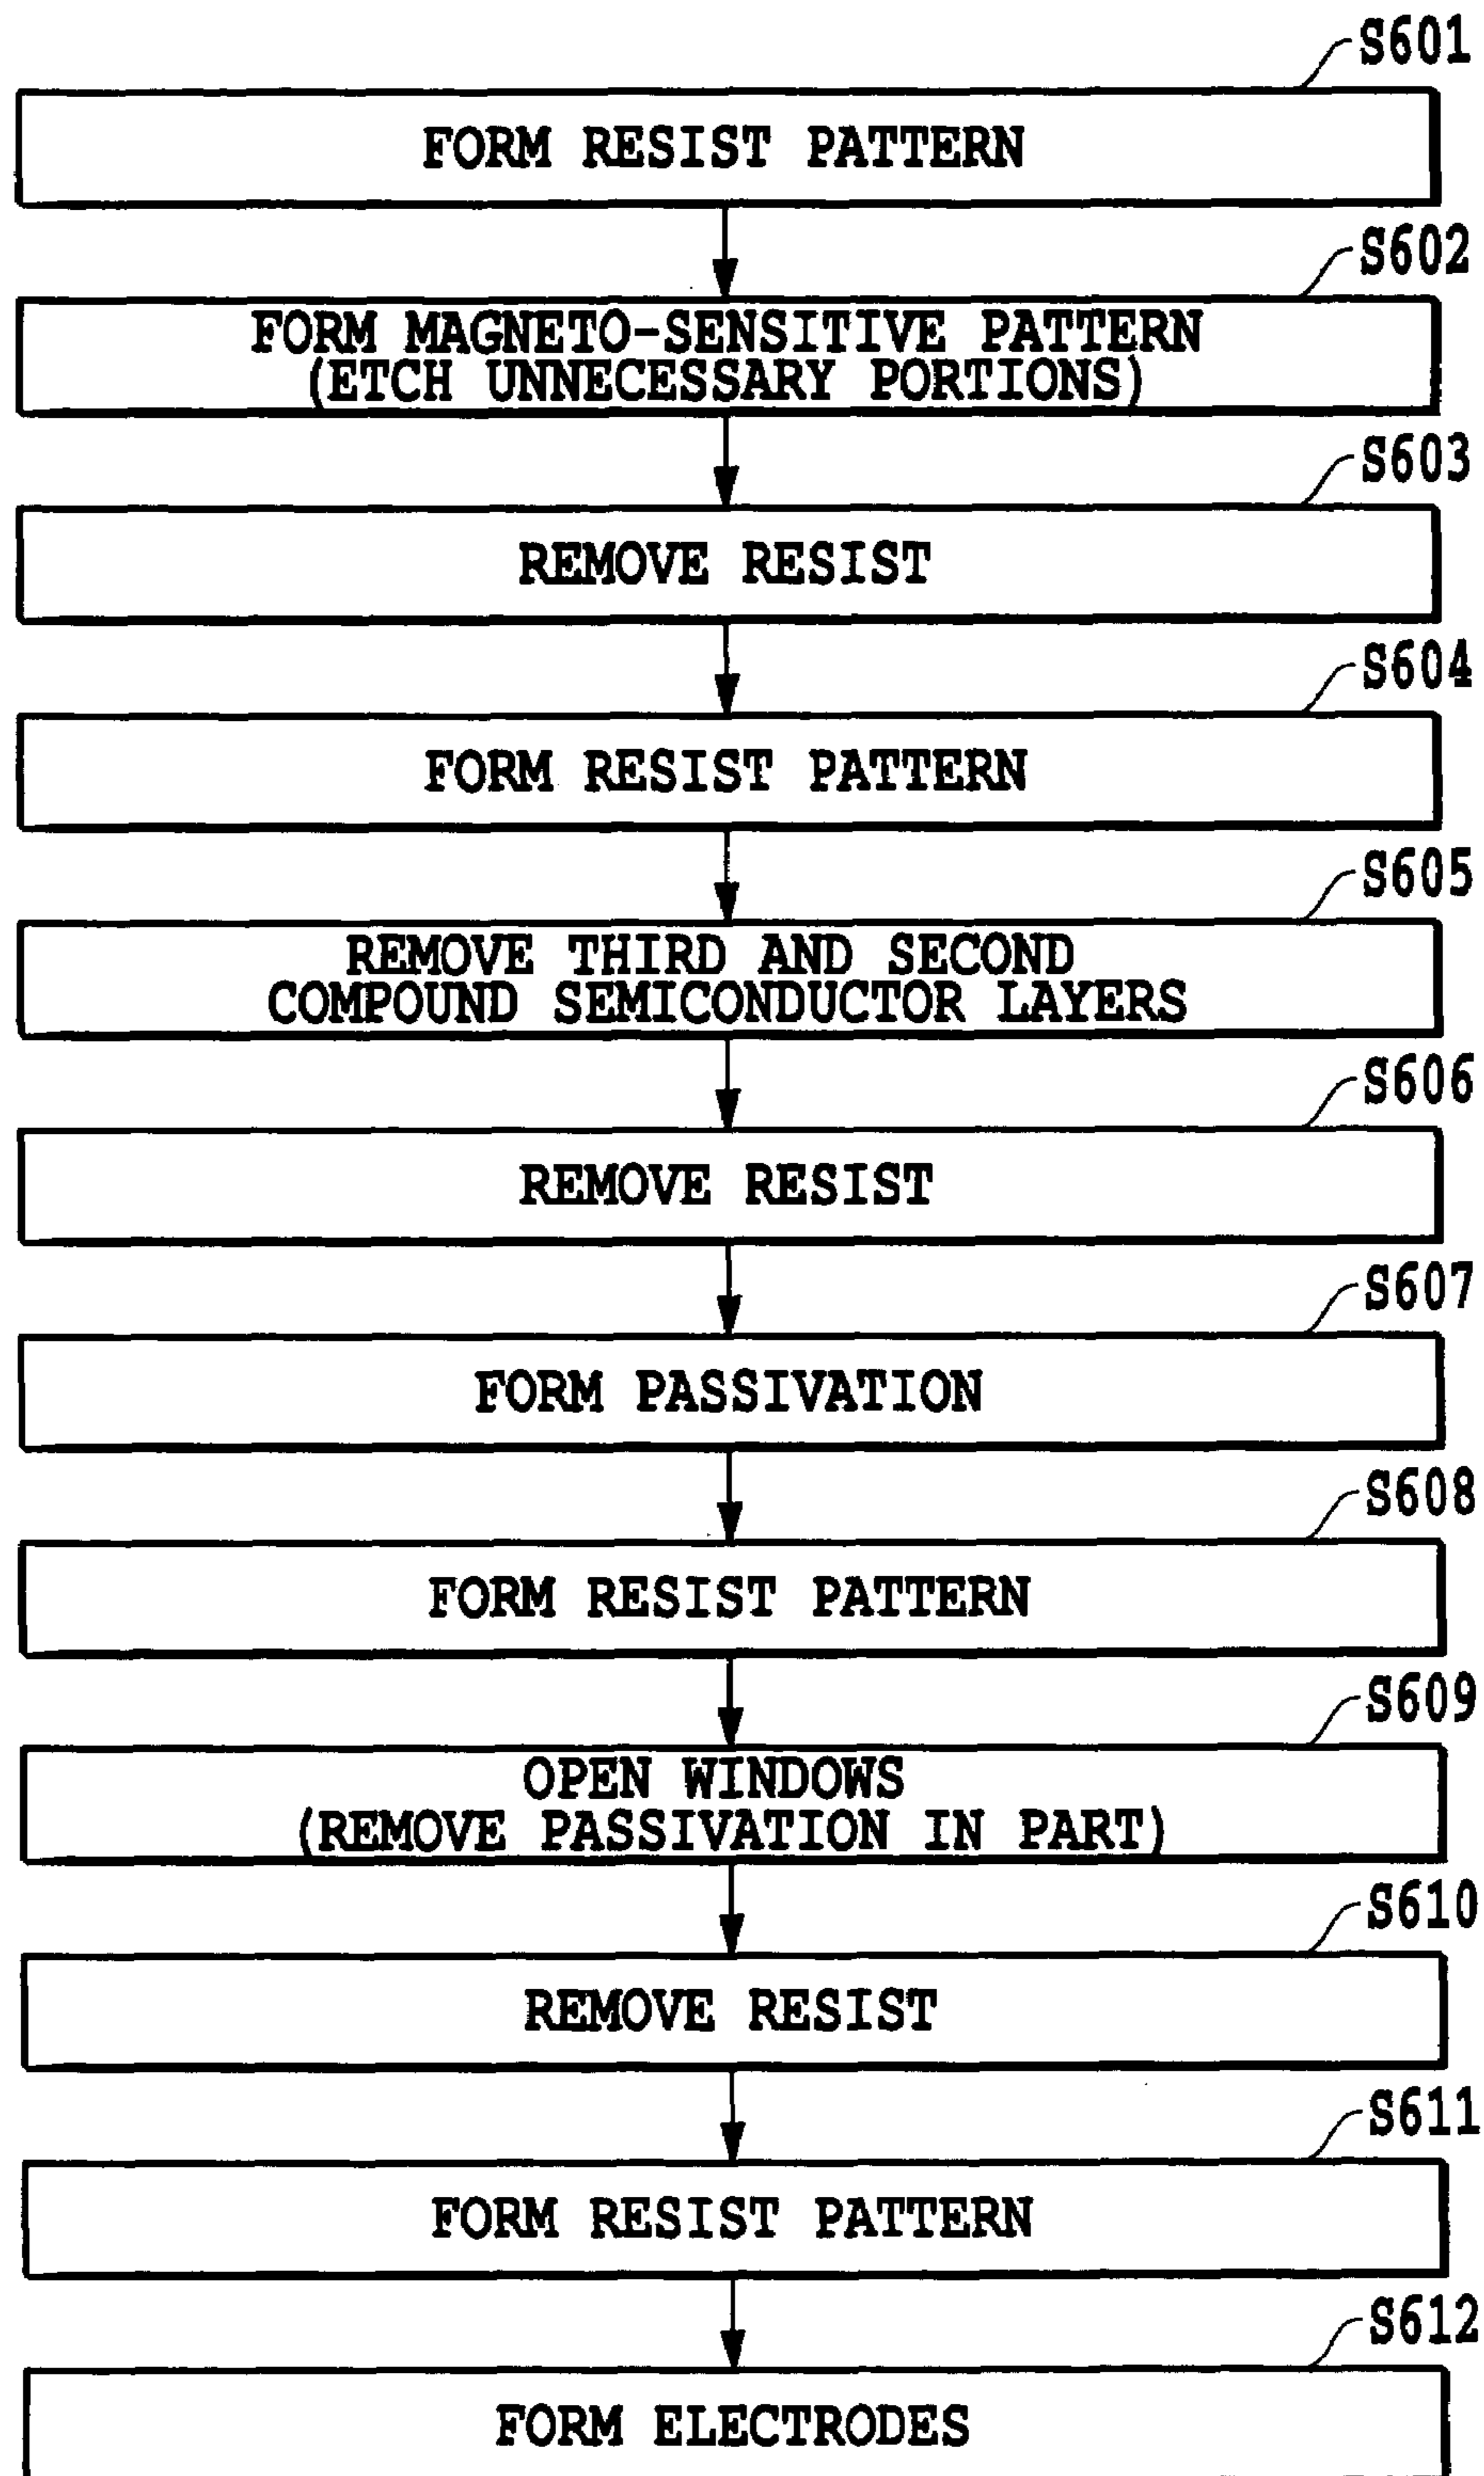 S601
FORM RESIST PATTERN
S602
FORM MAGNETO-SENSITIVE PATTERN
(ETCH UNNECESSARY PORTIONS)
S603
REMOVE RESIST
S604
FORM RESIST PATTERN
S605
REMOVE THIRD AND SECOND
COMPOUND SEMICONDUCTOR LAYERS
S606
REMOVE RESIST
S607
FORM PASSIVATION
S608
FORM RESIST PATTERN
S609
OPEN WINDOWS
(REMOVE PASSIVATION IN PART)
S610
REMOVE RESIST
S611
FORM RESIST PATTERN
S612
FORM ELECTRODES